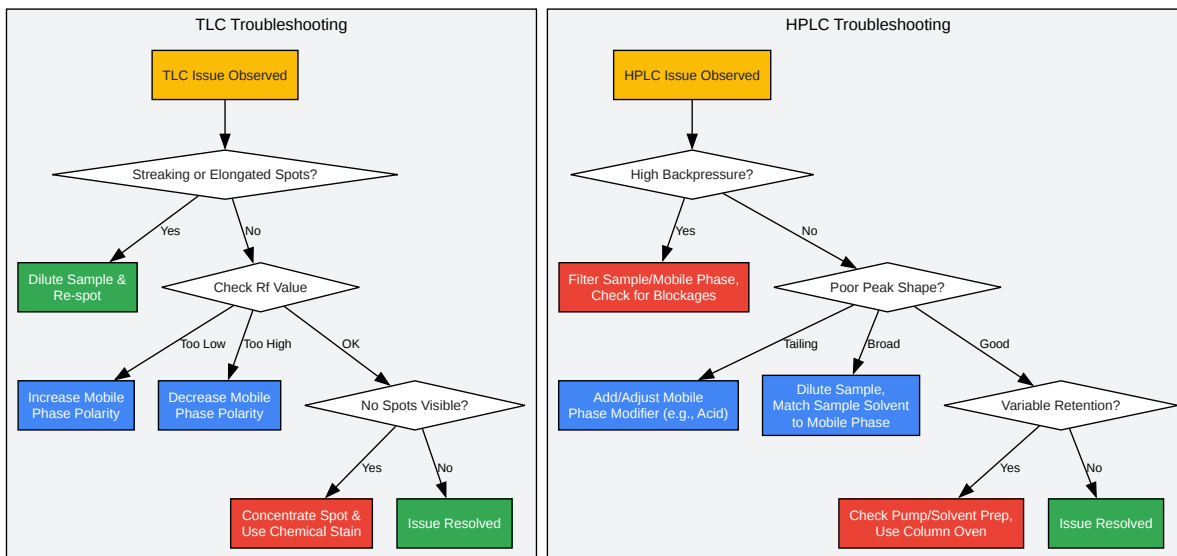 TLC Troubleshooting
TLC Issue Observed
Streaking or Elongated Spots?
Yes
No
Dilute Sample &
Re-spot
Check Rf Value
Too Low
Too High
OK
Increase Mobile
Phase Polarity
Decrease Mobile
Phase Polarity
No Spots Visible?
Yes
No
Concentrate Spot &
Use Chemical Stain
Issue Resolved
HPLC Troubleshooting
HPLC Issue Observed
High Backpressure?
Yes
No
Filter Sample/Mobile Phase,
Check for Blockages
Poor Peak Shape?
Tailing
Broad
Good
Add/Adjust Mobile
Phase Modifier (e.g., Acid)
Dilute Sample,
Match Sample Solvent
to Mobile Phase
Variable Retention?
Yes
No
Check Pump/Solvent Prep,
Use Column Oven
Issue Resolved